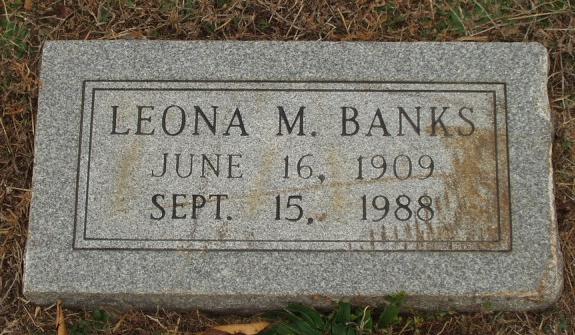 LEONA M. BANKS
JUNE 16, 1909
SEPT. 15, 1988